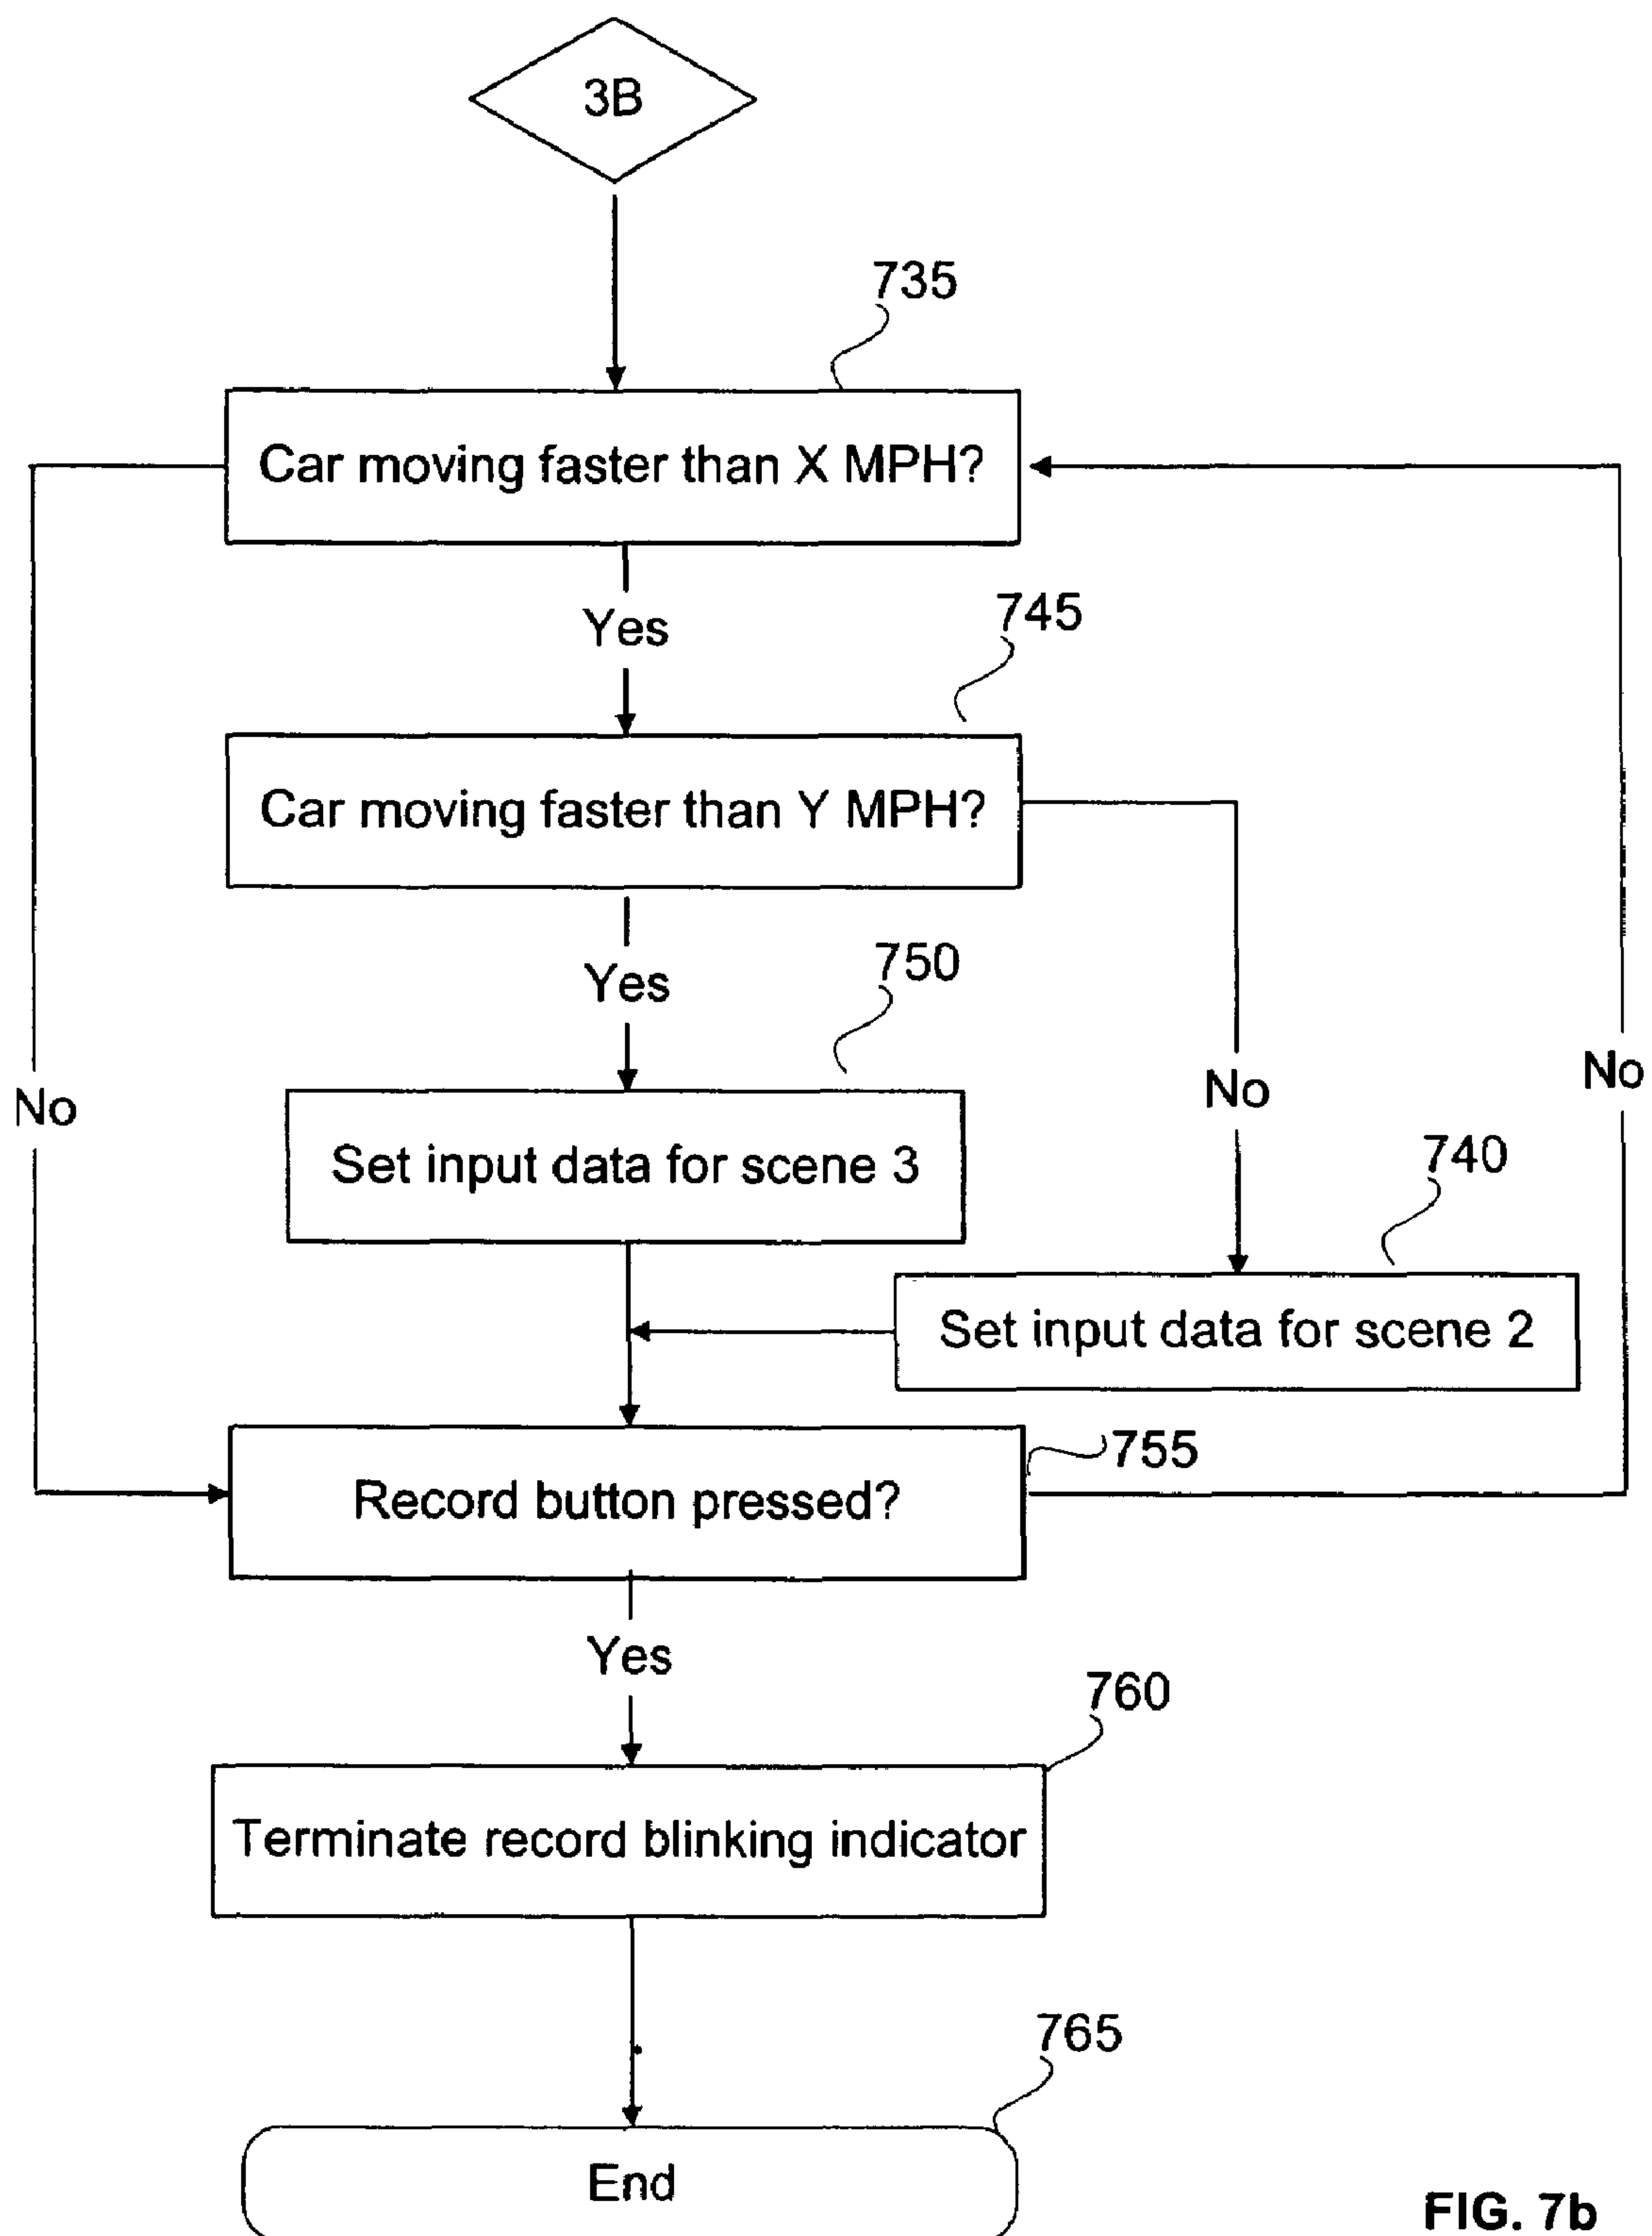 3B
735
Car moving faster than X MPH?
Yes
745
Car moving faster than Y MPH?
Yes
750
No
No
No
Set input data for scene 3
740
Set input data for scene 2
755
Record button pressed?
Yes
760
Terminate record blinking indicator
765
End
FIG. 7b